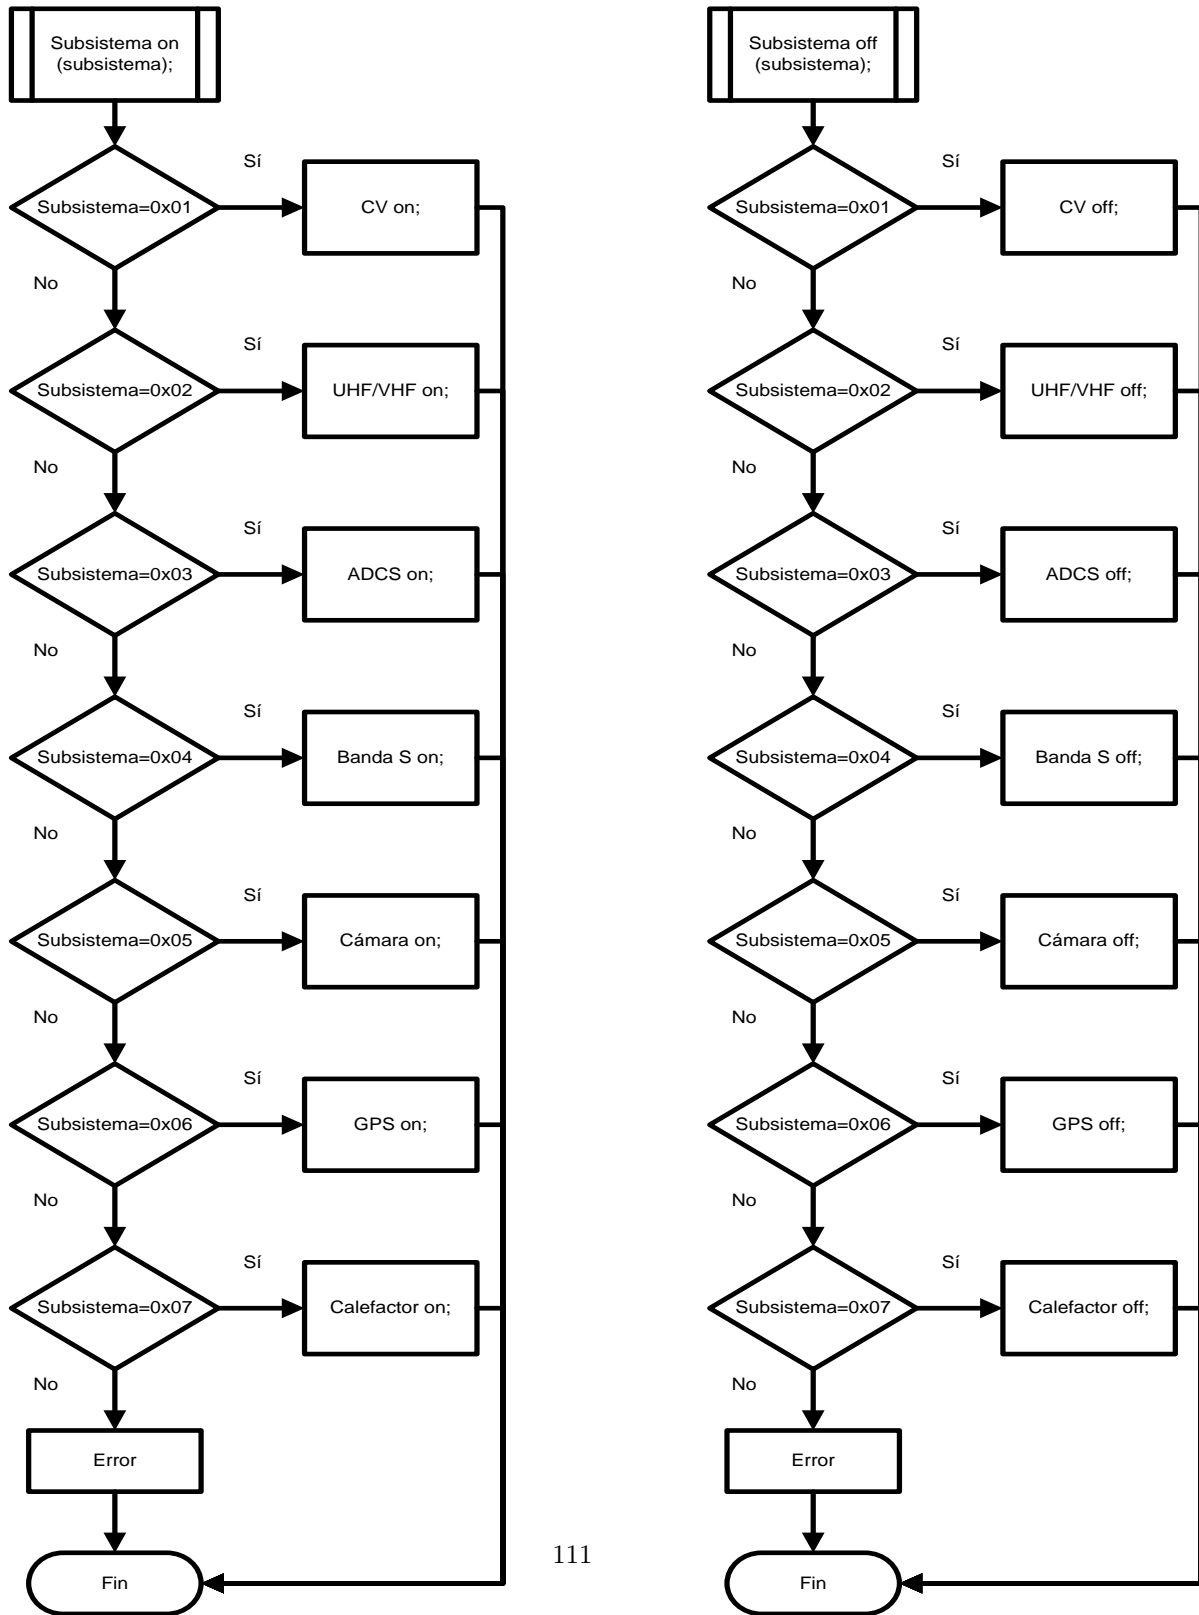 Subsistema on
(subsistema);
Subsistema=0x01
Sí
CV on;
No
Subsistema=0x02
Sí
UHF/VHF on;
No
Subsistema=0x03
Sí
ADCS on;
No
Subsistema=0x04
Sí
Banda S on;
No
Subsistema=0x05
Sí
Cámara on;
No
Subsistema=0x06
Sí
GPS on;
No
Subsistema=0x07
Sí
Calefactor on;
No
Error
Fin
Subsistema off
(subsistema);
Subsistema=0x01
Sí
CV off;
No
Subsistema=0x02
Sí
UHF/VHF off;
No
Subsistema=0x03
Sí
ADCS off;
No
Subsistema=0x04
Sí
Banda S off;
No
Subsistema=0x05
Sí
Cámara off;
No
Subsistema=0x06
Sí
GPS off;
No
Subsistema=0x07
Sí
Calefactor off;
No
Error
Fin
111